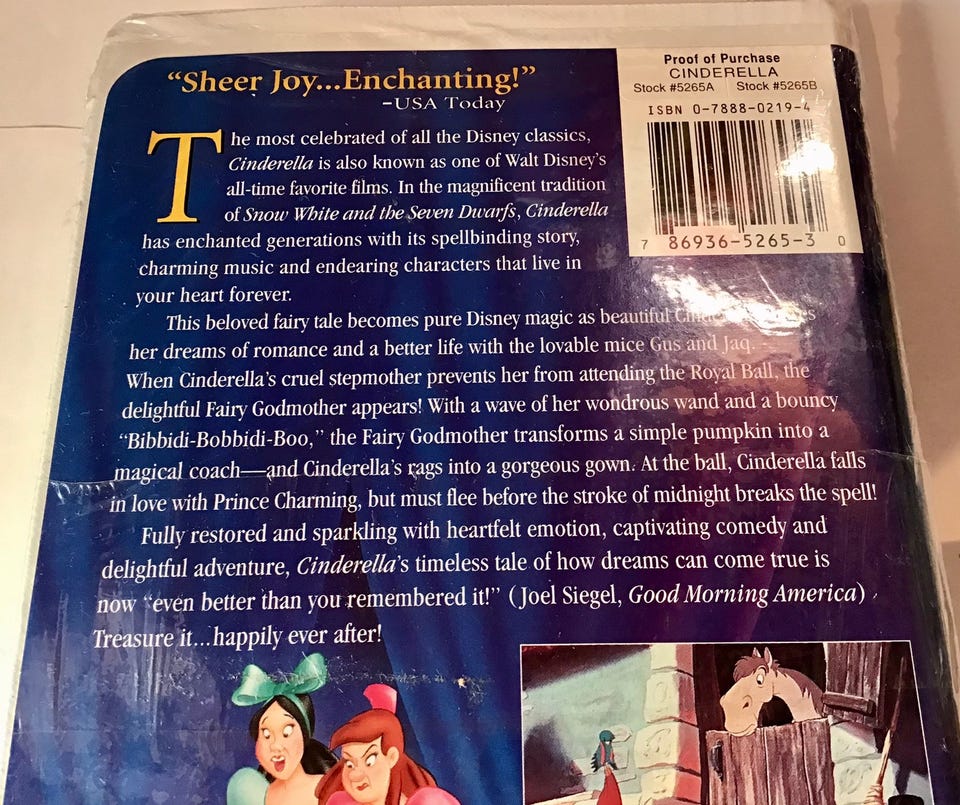 “Sheer Joy...Enchanting!”
–USA Today
Proof of Purchase
CINDERELLA
Stock #5265A Stock #5265B
ISBN 0-7888-0219-4
7 86936-5265-3 0
The most celebrated of all the Disney classics,
Cinderella is also known as one of Walt Disney’s
all-time favorite films. In the magnificent tradition
of Snow White and the Seven Dwarfs, Cinderella
has enchanted generations with its spellbinding story,
charming music and endearing characters that live in
your heart forever.
This beloved fairy tale becomes pure Disney magic as beautiful
her dreams of romance and a better life with the lovable mice Gus and Jaq.
When Cinderella’s cruel stepmother prevents her from attending the Royal Ball, the
delightful Fairy Godmother appears! With a wave of her wondrous wand and a bouncy
“Bibbidi-Bobbidi-Boo,” the Fairy Godmother transforms a simple pumpkin into a
magical coach—and Cinderella’s rags into a gorgeous gown. At the ball, Cinderella falls
in love with Prince Charming, but must flee before the stroke of midnight breaks the spell!
Fully restored and sparkling with heartfelt emotion, captivating comedy and
delightful adventure, Cinderella’s timeless tale of how dreams can come true is
now “even better than you remembered it!” (Joel Siegel, Good Morning America)
Treasure it...happily ever after!